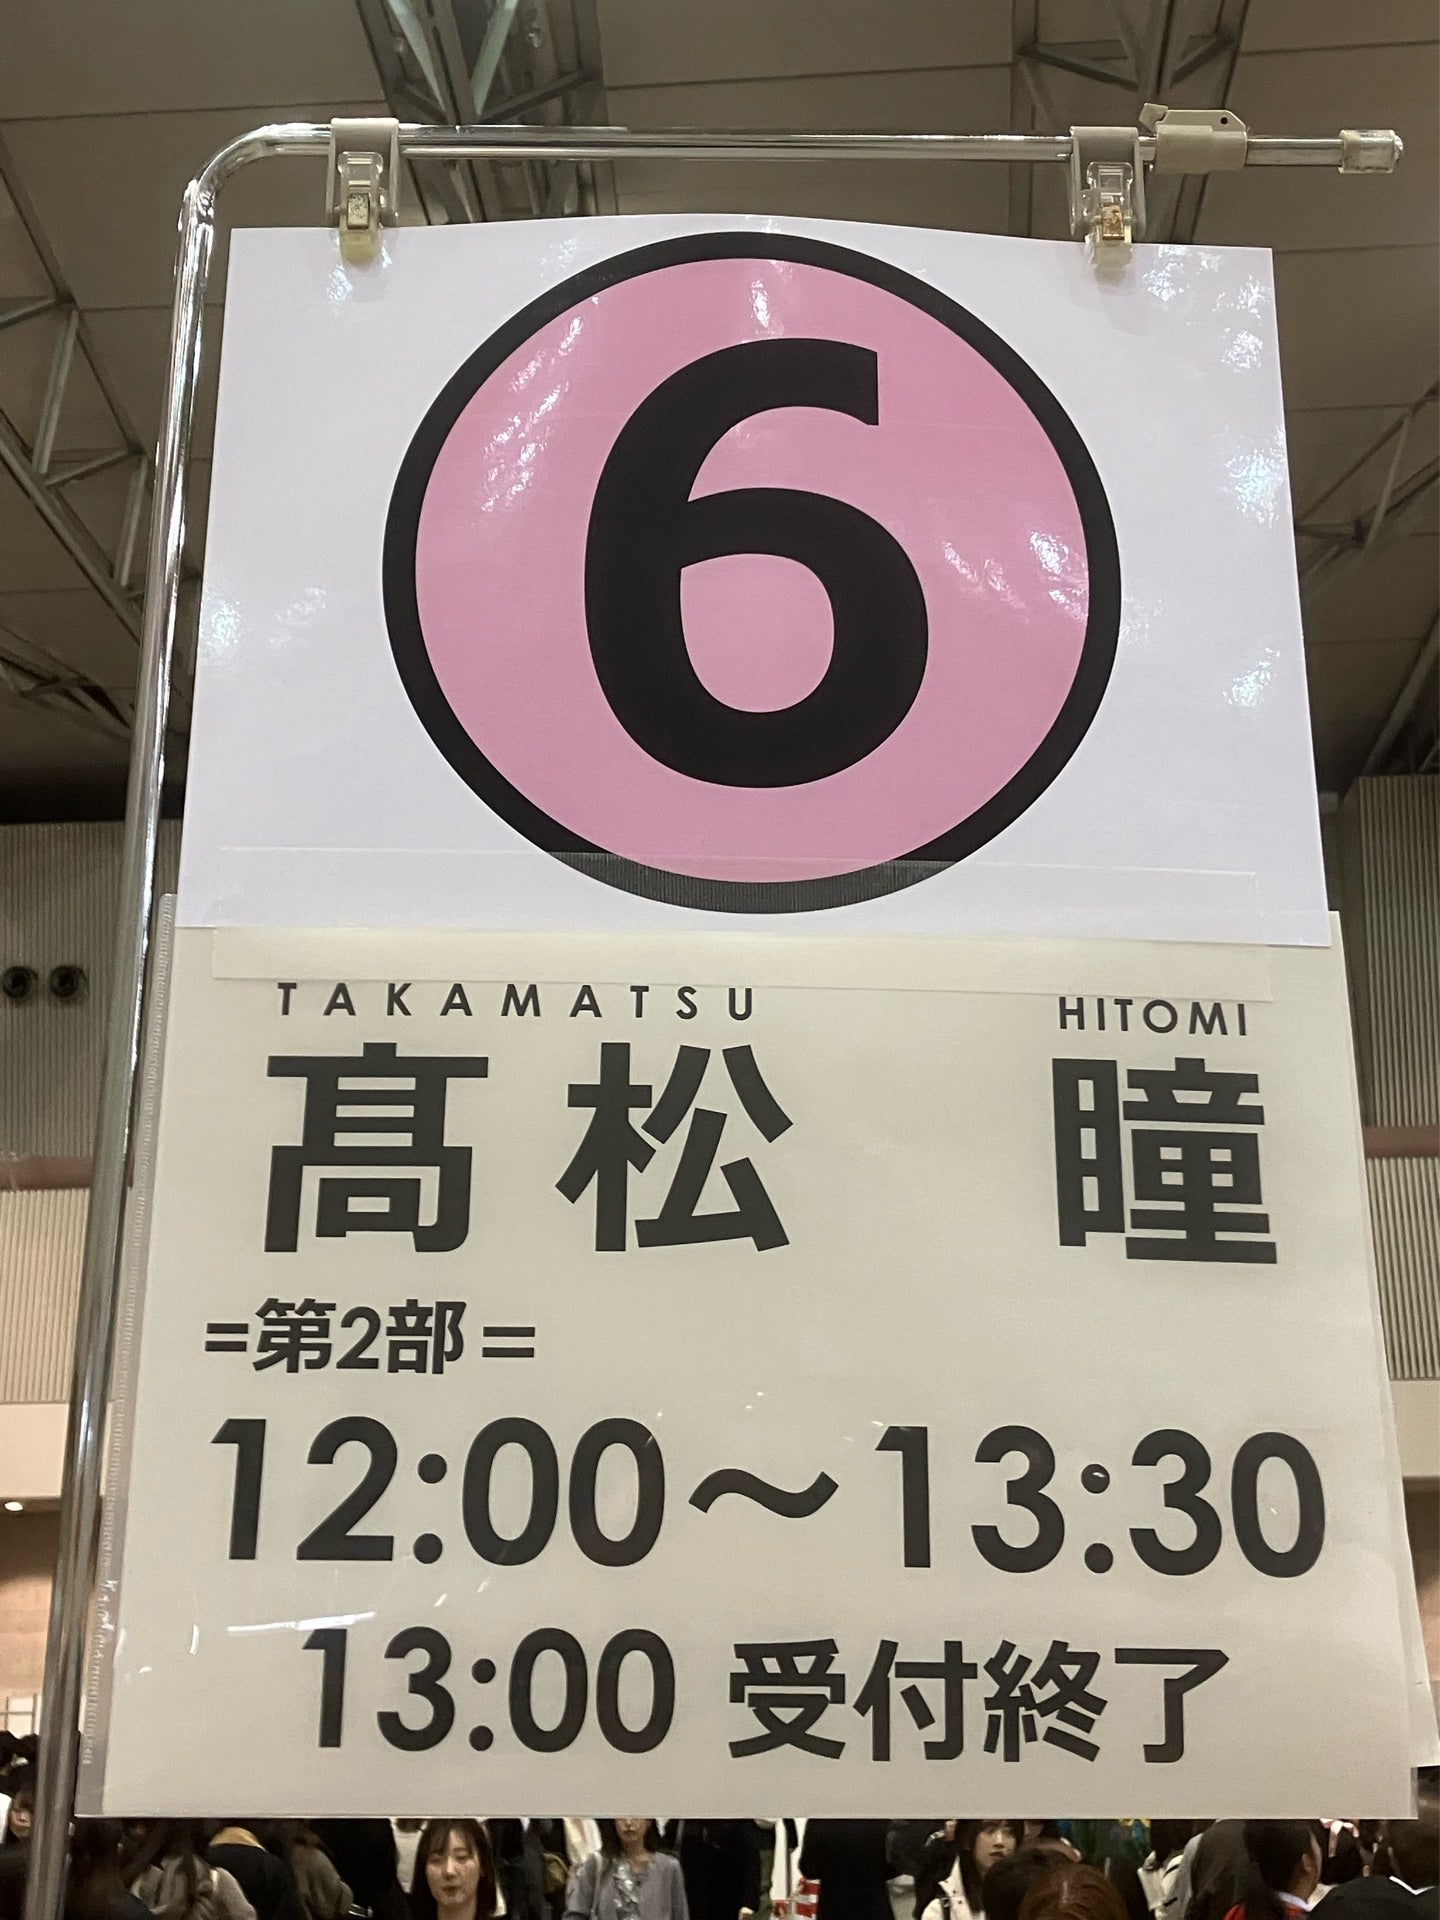 6
TAKAMATSU HITOMI
髙松 瞳
=第2部=
12:00〜13:30
13:00 受付終了